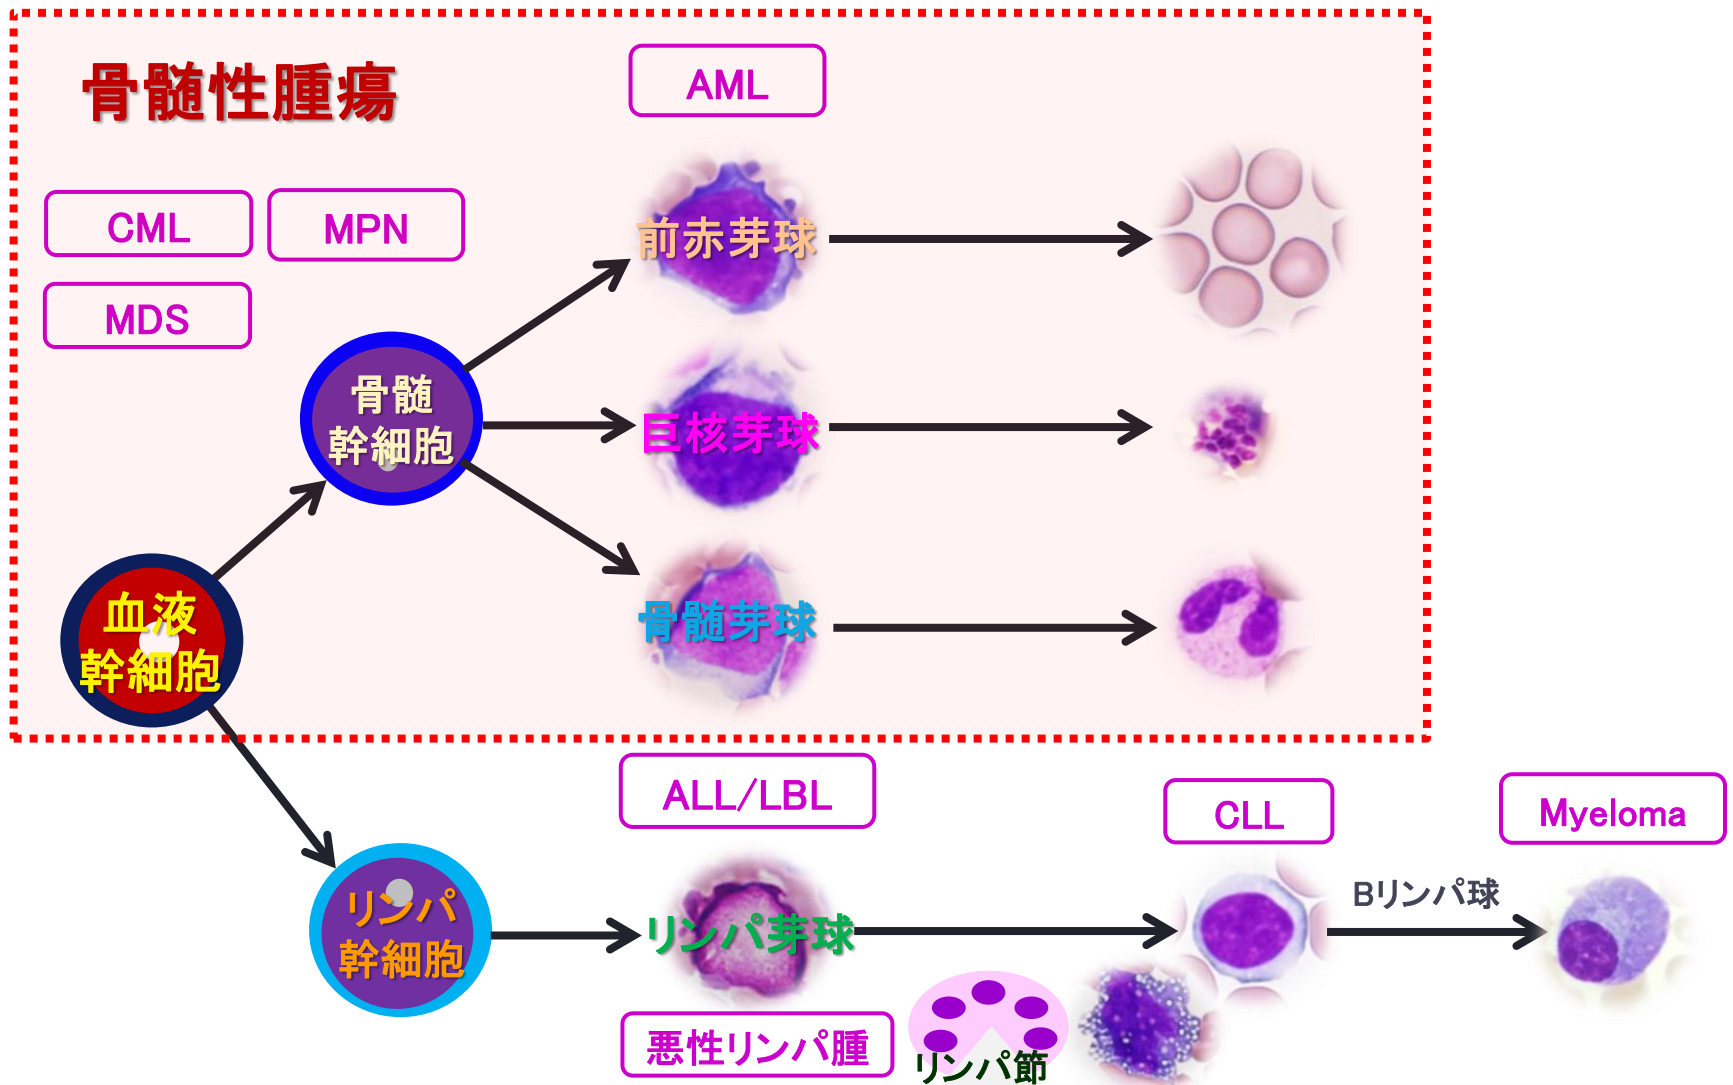 骨髄性腫瘍
AML
CML
MPN
MDS
前赤芽球
骨髄
幹細胞
巨核芽球
骨髄芽球
血液
幹細胞
ALL/LBL
CLL
Myeloma
Bリンパ球
リンパ
幹細胞
リンパ芽球
悪性リンパ腫
リンパ節